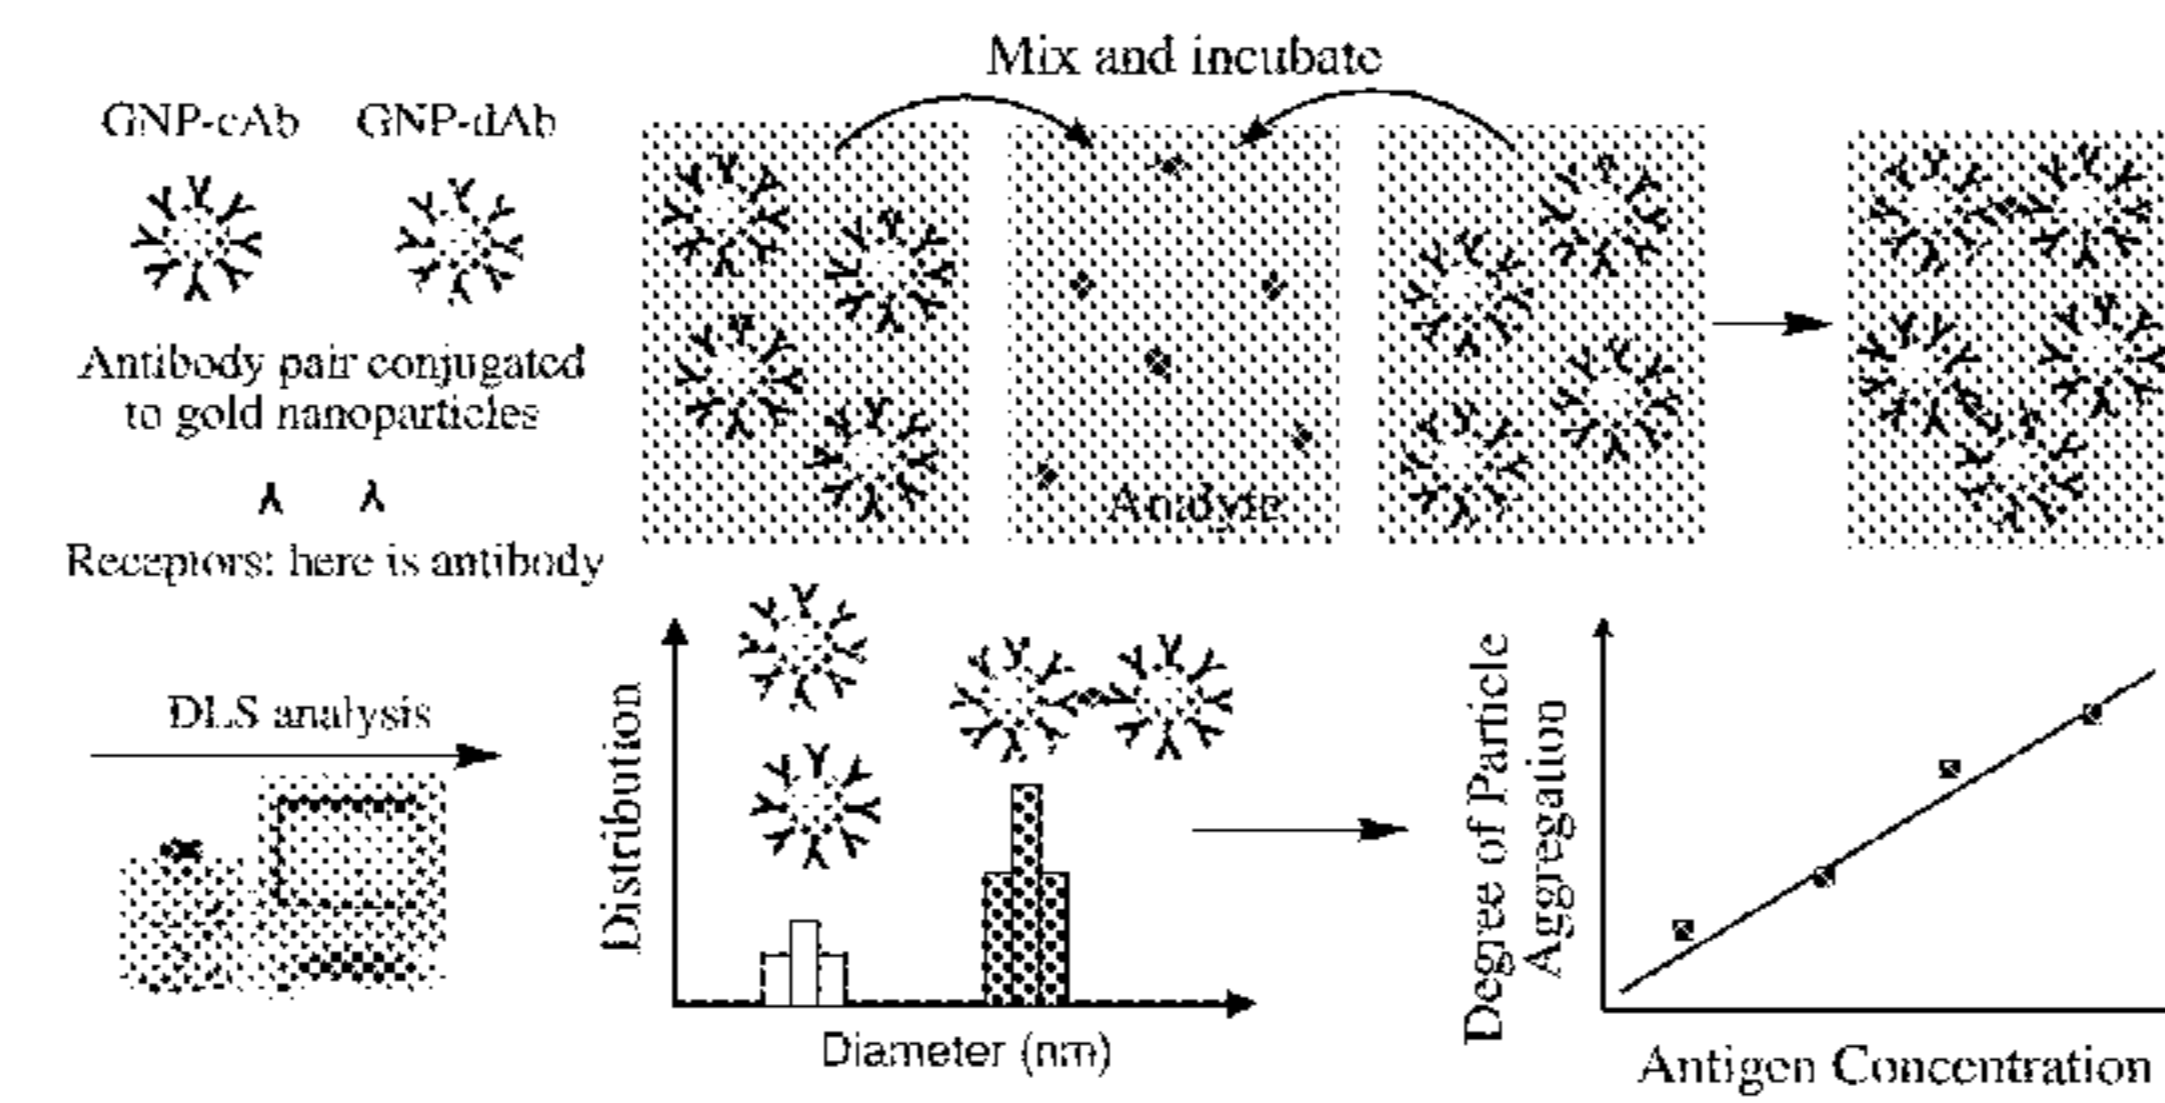 Mix and incubate
GNP-cAb GNP-dAb
Antibody pair conjugated
to gold nanoparticles
Receptors: here is antibody
Analyte
DLS analysis
Distribution
Diameter (nm)
Degree of Particle
Aggregation
Antigen Concentration